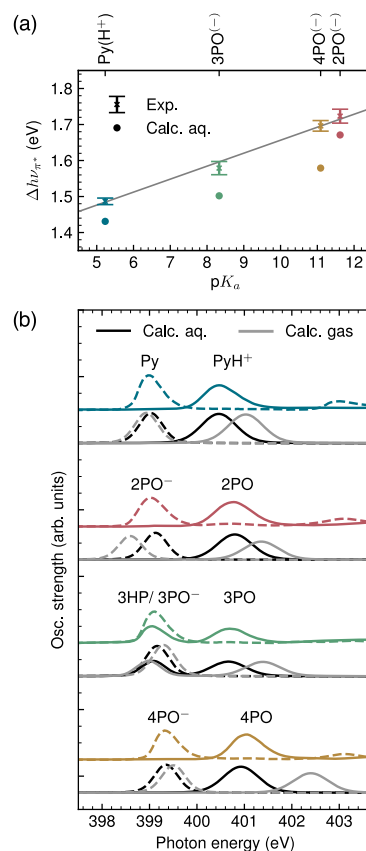 (a)
Py(H⁺)
3PO⁽⁻⁾
4PO⁽⁻⁾
2PO⁽⁻⁾
1.8
1.7
1.6
1.5
1.4
Δhν_π* (eV)
Exp.
Calc. aq.
5 6 7 8 9 10 11 12
pKₐ
(b)
Calc. aq. Calc. gas
Py PyH⁺
2PO⁻ 2PO
3HP/ 3PO⁻ 3PO
4PO⁻ 4PO
Osc. strength (arb. units)
398 399 400 401 402 403
Photon energy (eV)